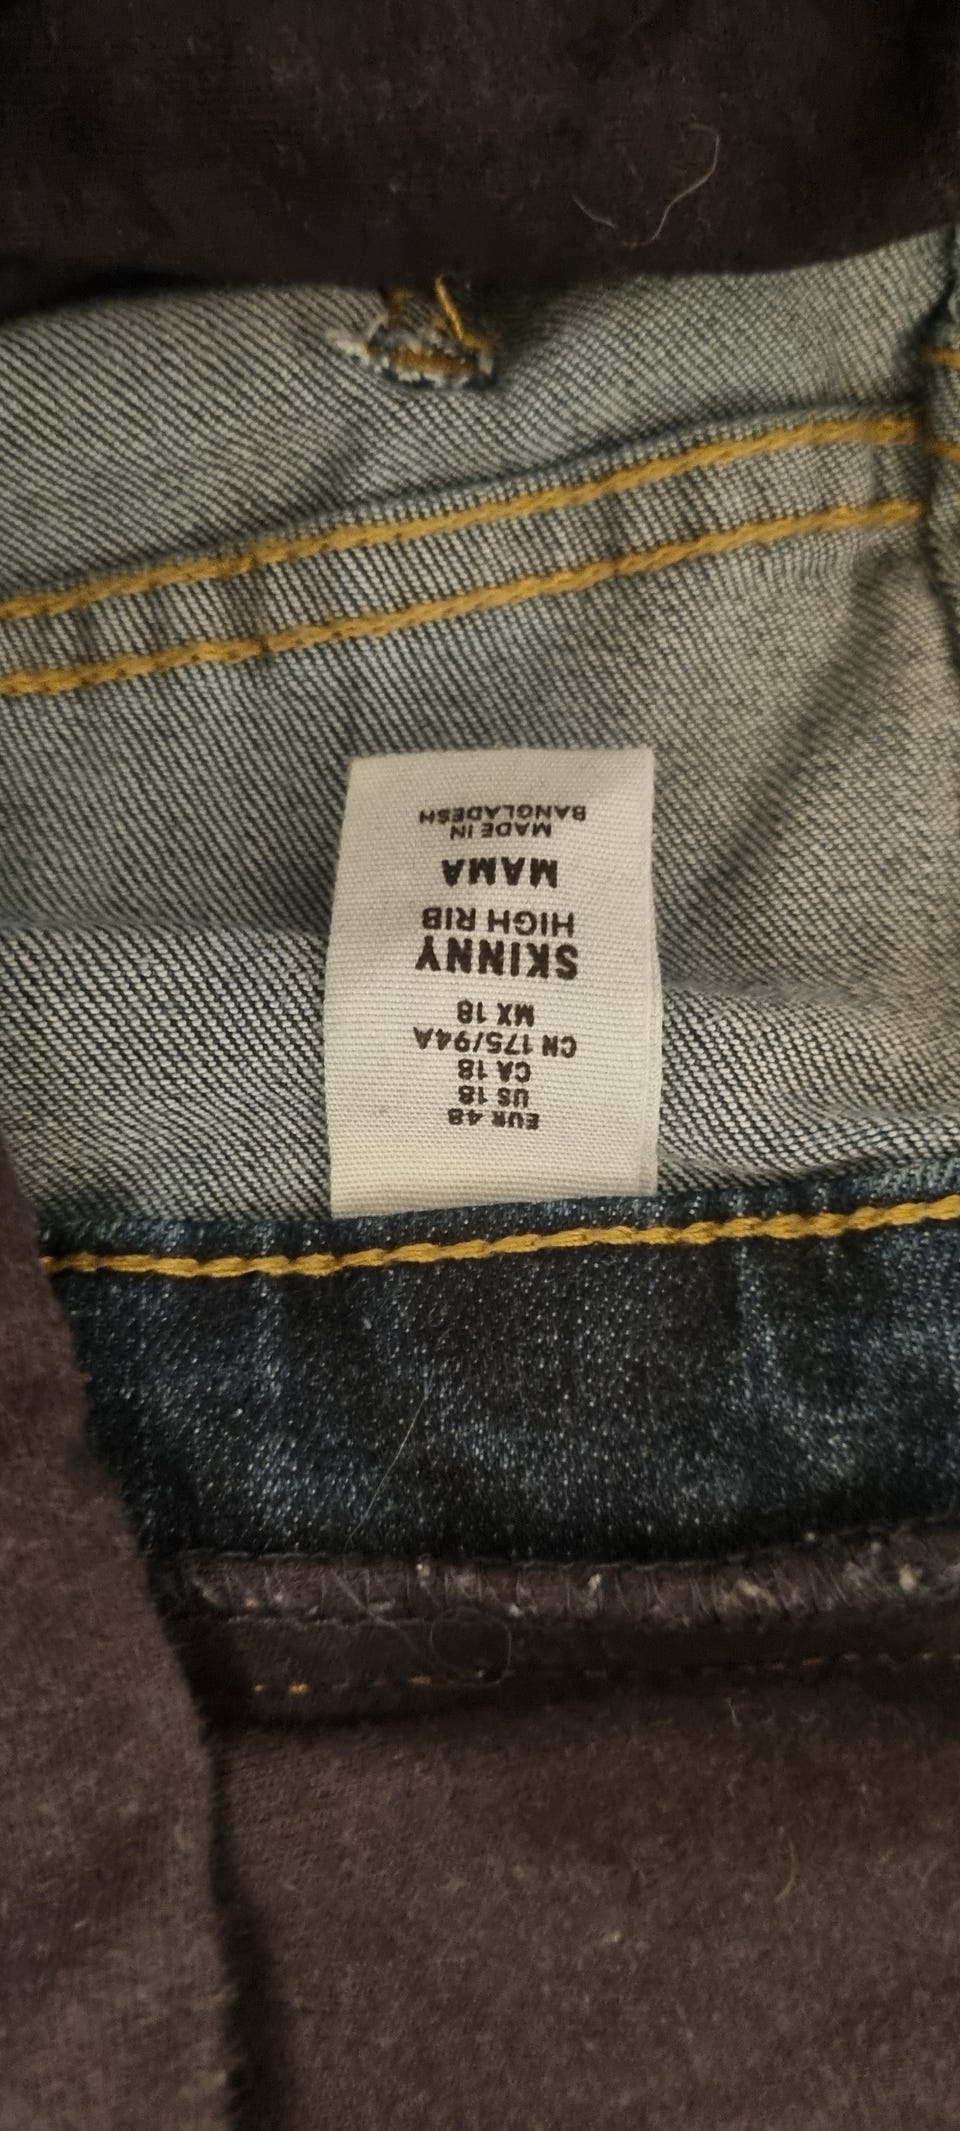 EUR 48
US 18
CA 18
CN 175/94A
MX 18
SKINNY
HIGH RIB
MAMA
MADE IN
BANGLADESH